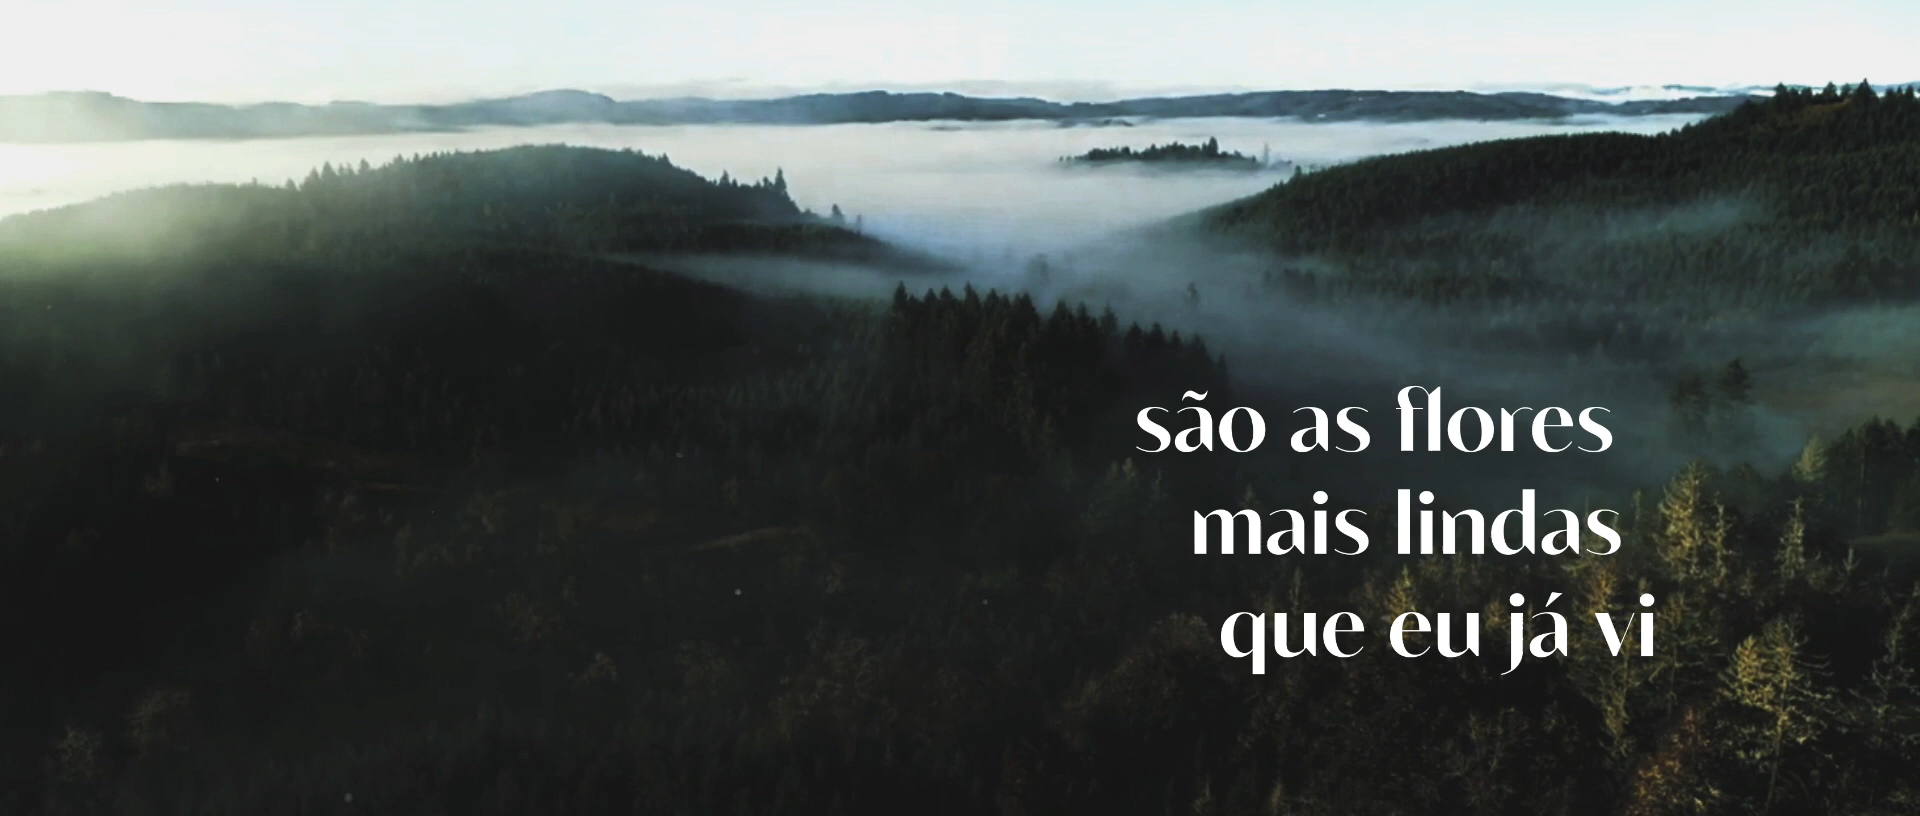 são as flores
mais lindas
que eu já vi